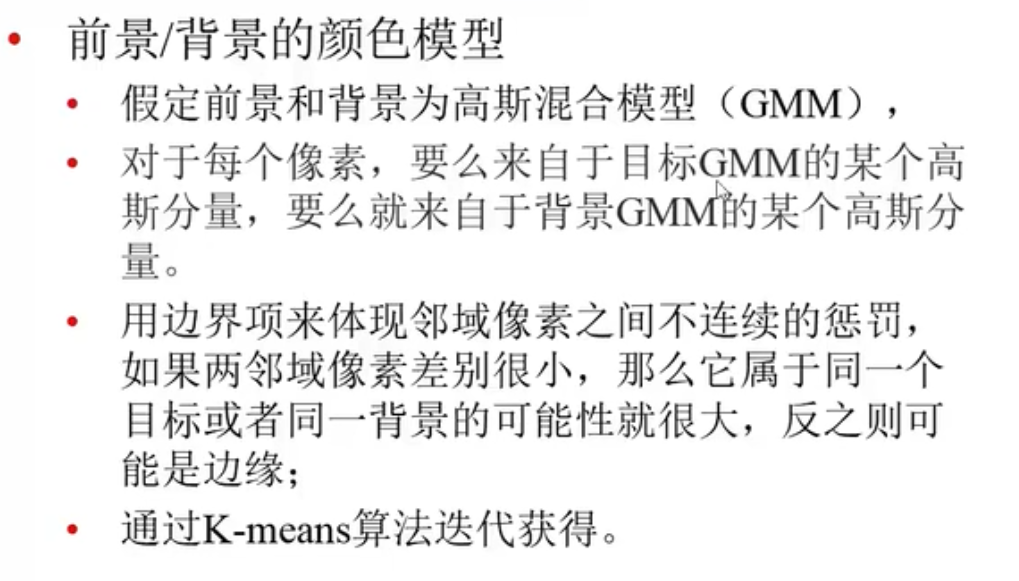 • 前景/背景的颜色模型
• 假定前景和背景为高斯混合模型（GMM），
• 对于每个像素，要么来自于目标GMM的某个高
斯分量，要么就来自于背景GMM的某个高斯分
量。
• 用边界项来体现邻域像素之间不连续的惩罚，
如果两邻域像素差别很小，那么它属于同一个
目标或者同一背景的可能性就很大，反之则可
能是边缘；
• 通过K-means算法迭代获得。